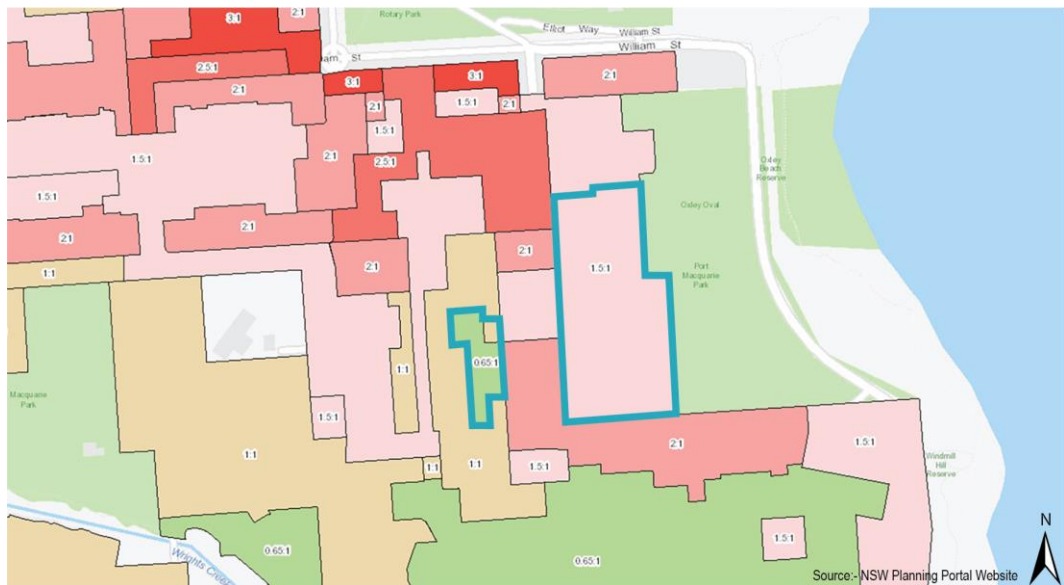 Rotary Park
Elliot Way
William St
William St
iam St
3:1
2:1
2.5:1
2:1
3:1
3:1
2:1
2:1
1.5:1
2:1
1.5:1
1.5:1
2:1
2.5:1
1.5:1
2:1
2:1
1:1
2:1
2:1
1.5:1
Oxley
Beach
Reserve
Oxley Oval
Port
Macquarie
Park
0.65:1
1:1
Macquarie
Park
1.5:1
1:1
1:1
1:1
1.5:1
2:1
1.5:1
Windmill
Hill
Reserve
0.65:1
0.65:1
1.5:1
Wrights Creek
N
Source:- NSW Planning Portal Website